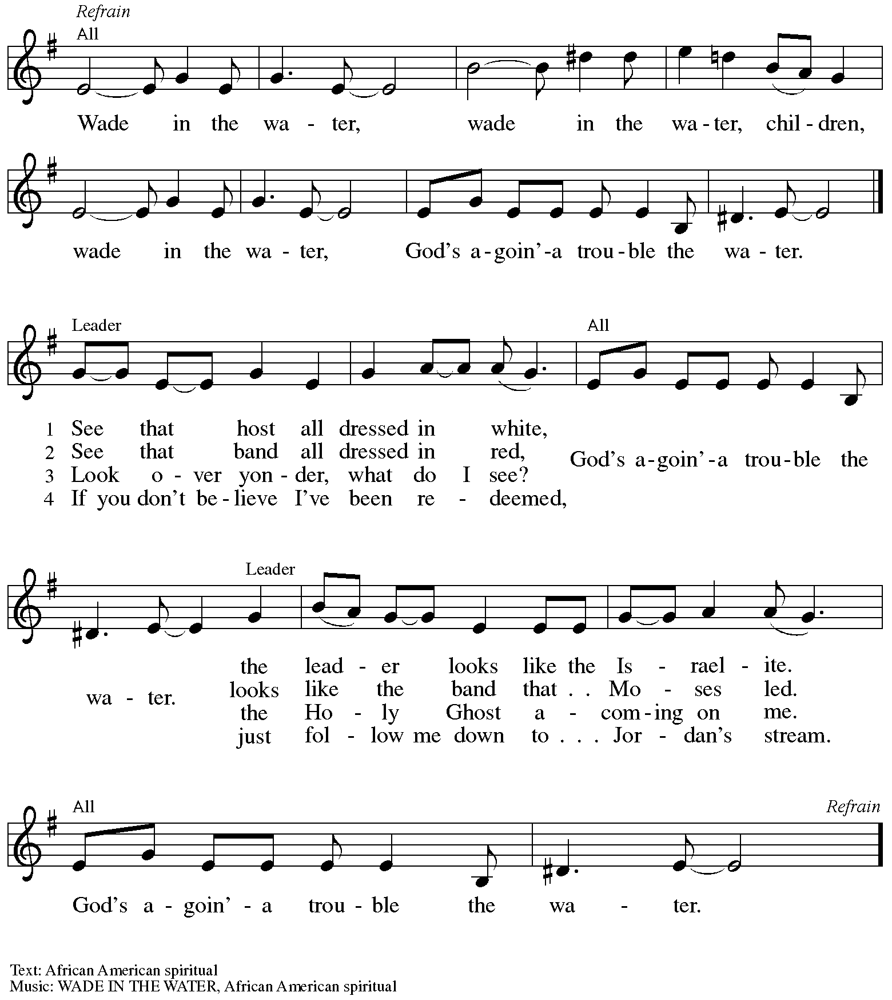 Refrain
All
Wade in the wa - ter, wade in the wa - ter, chil - dren,
wade in the wa - ter, God's a - goin' - a trou - ble the wa - ter.
Leader All
1 See that host all dressed in white,
2 See that band all dressed in red,
God's a - goin' - a trou - ble the
3 Look o - ver yon - der, what do I see?
4 If you don't be - lieve I've been re - deemed,
Leader
the lead - er looks like the Is - rael - ite.
looks like the band that . . Mo - ses led.
wa - ter.
the Ho - ly Ghost a - com - ing on me.
just fol - low me down to . . . Jor - dan's stream.
All Refrain
God's a - goin' - a trou - ble the wa - ter.
Text: African American spiritual
Music: WADE IN THE WATER, African American spiritual